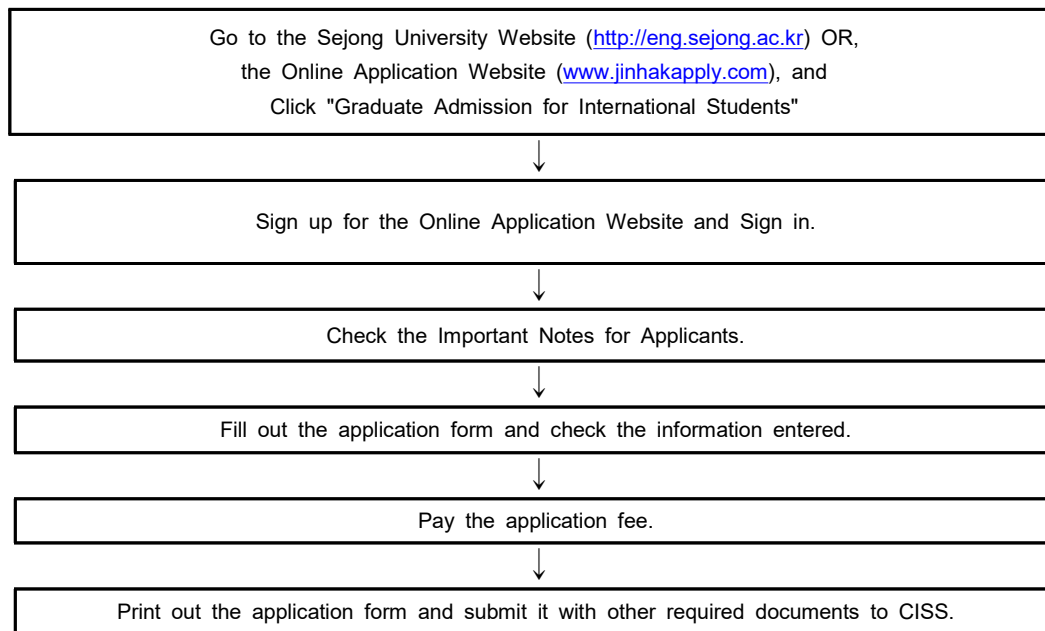 Go to the Sejong University Website (http://eng.sejong.ac.kr) OR,
the Online Application Website (www.jinhakapply.com), and
Click "Graduate Admission for International Students"
Sign up for the Online Application Website and Sign in.
Check the Important Notes for Applicants.
Fill out the application form and check the information entered.
Pay the application fee.
Print out the application form and submit it with other required documents to CISS.